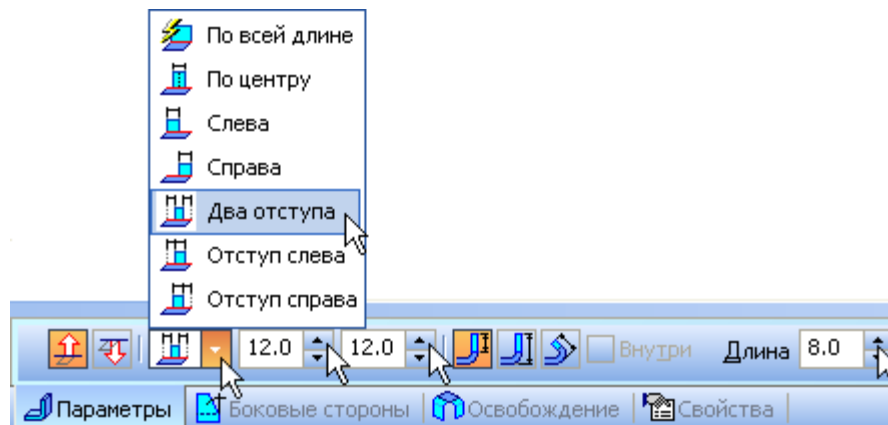 По всей длине
По центру
Слева
Справа
Два отступа
Отступ слева
Отступ справа
12.0 12.0 Внутри Длина 8.0
Параметры Боковые стороны Освобождение Свойства